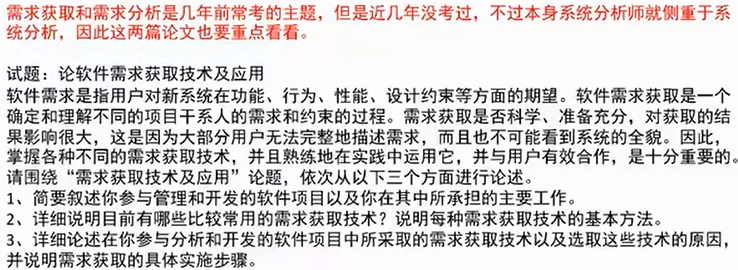 需求获取和需求分析是几年前常考的主题，但是近几年没考过，不过本身系统分析师就侧重于系
统分析，因此这两篇论文也要重点看看。
试题：论软件需求获取技术及应用
软件需求是指用户对新系统在功能、行为、性能、设计约束等方面的期望。软件需求获取是一个
确定和理解不同的项目干系人的需求和约束的过程。需求获取是否科学、准备充分，对获取的结
果影响很大，这是因为大部分用户无法完整地描述需求，而且也不可能看到系统的全貌。因此，
掌握各种不同的需求获取技术，并且熟练地在实践中运用它，并与用户有效合作，是十分重要的。
请围绕“需求获取技术及应用”论题，依次从以下三个方面进行论述。
1、简要叙述你参与管理和开发的软件项目以及你在其中所承担的主要工作。
2、详细说明目前有哪些比较常用的需求获取技术？说明每种需求获取技术的基本方法。
3、详细论述在你参与分析和开发的软件项目中所采取的需求获取技术以及选取这些技术的原因，
并说明需求获取的具体实施步骤。